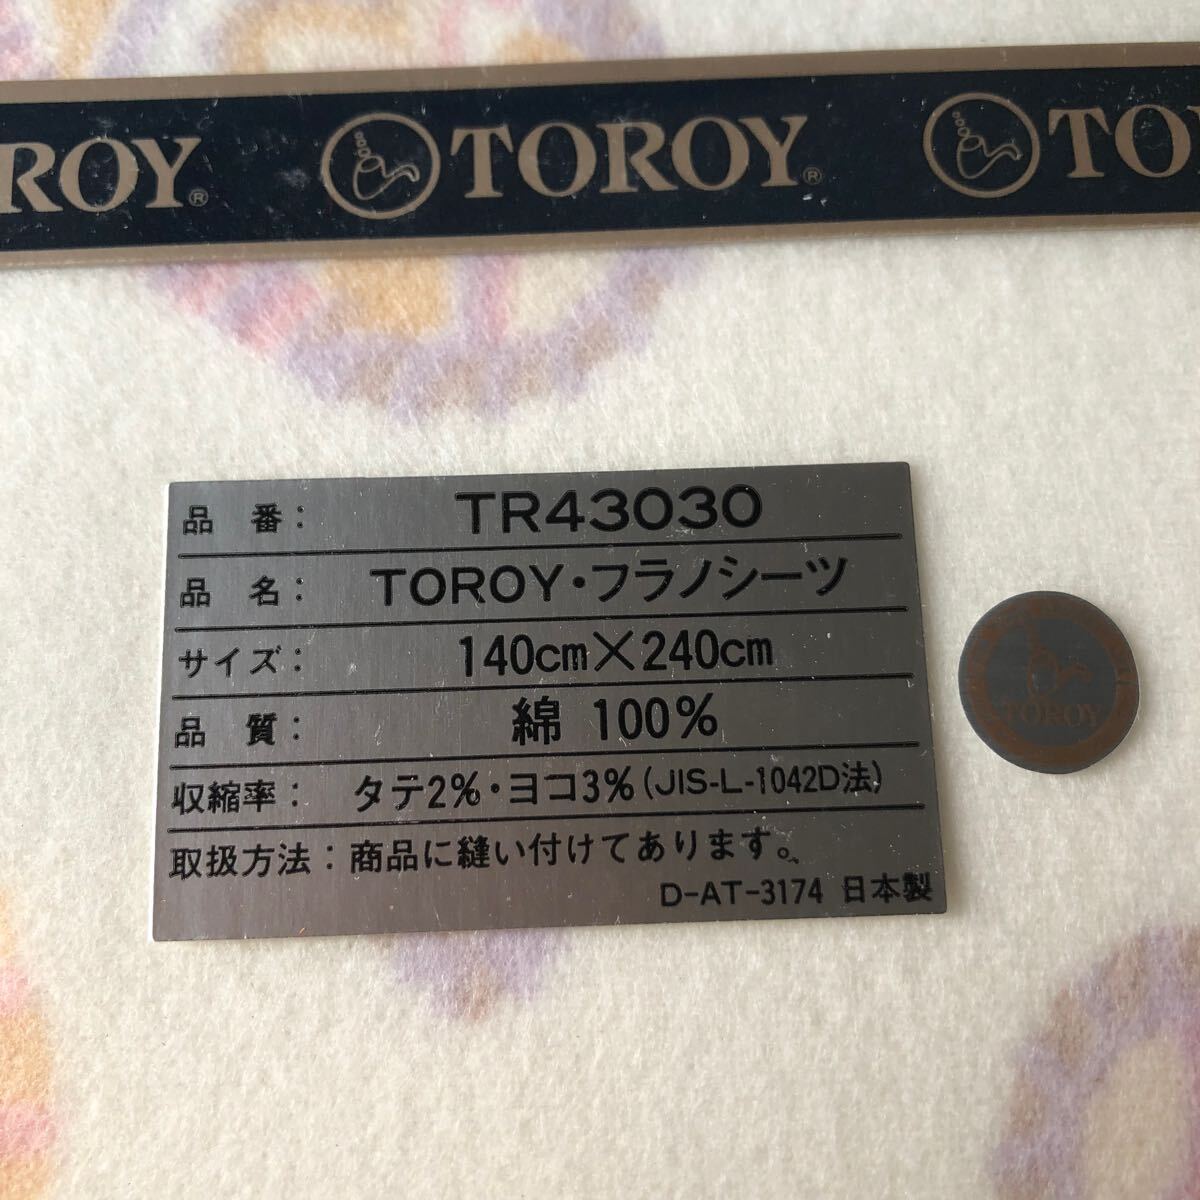 ROY®
TOROY®
TO
品 番： TR43030
品 名： TOROY・フラノシーツ
サイズ： 140cm×240cm
品 質： 綿 100%
収縮率： タテ2%・ヨコ3%(JIS-L-1042D法)
取扱方法：商品に縫い付けてあります。
D-AT-3174 日本製
TOROY